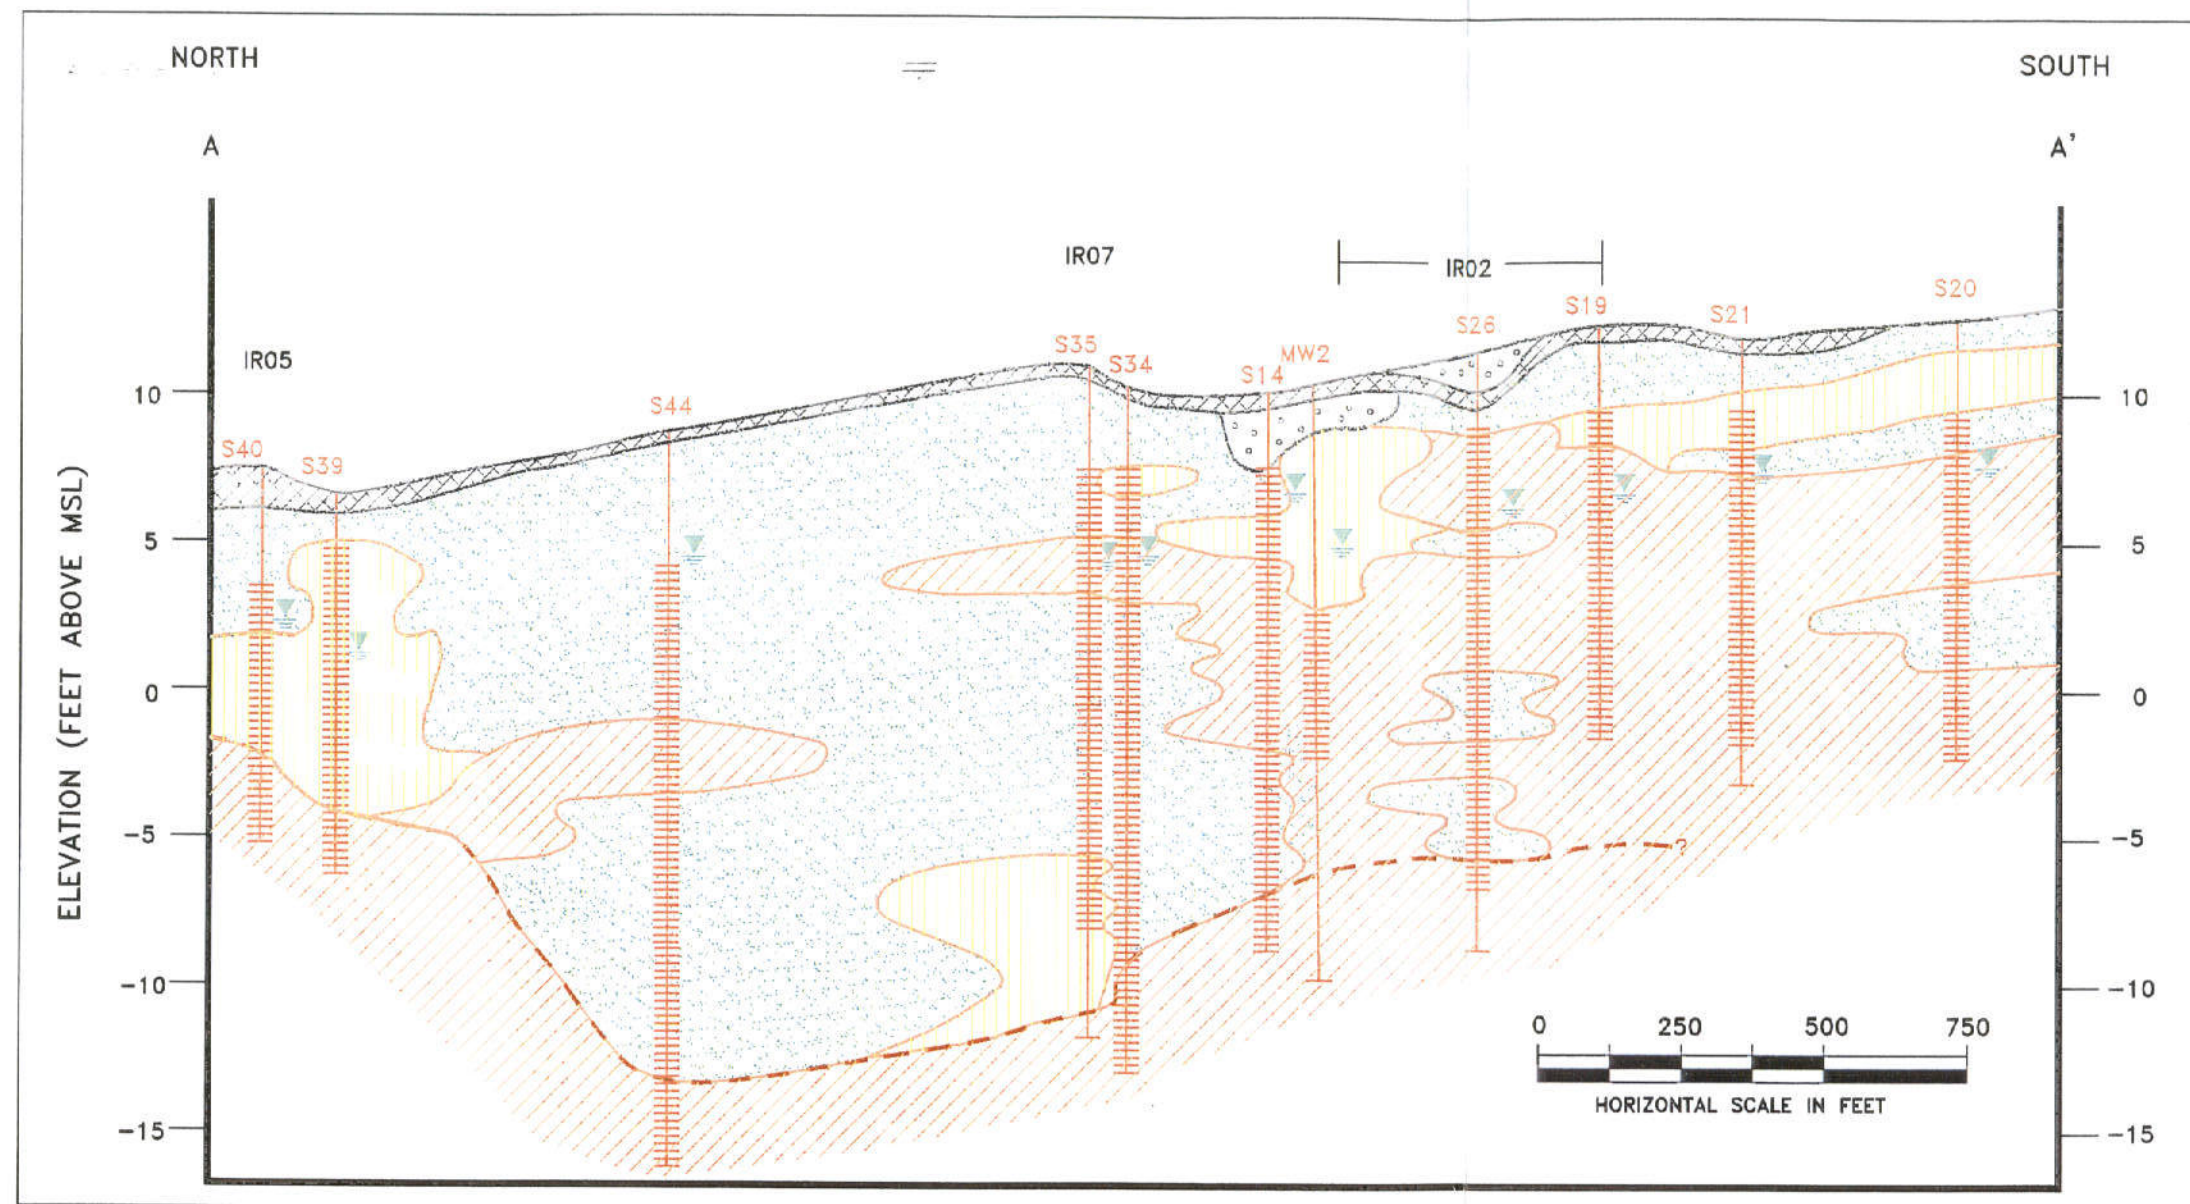 NORTH
SOUTH
A
A'
IR07
IR02
S20
S19
S21
S26
S35
MW2
IR05
S34
S14
S44
S40
S39
10
5
0
-5
-10
-15
10
5
0
-5
-10
-15
ELEVATION (FEET ABOVE MSL)
?
0 250 500 750
HORIZONTAL SCALE IN FEET